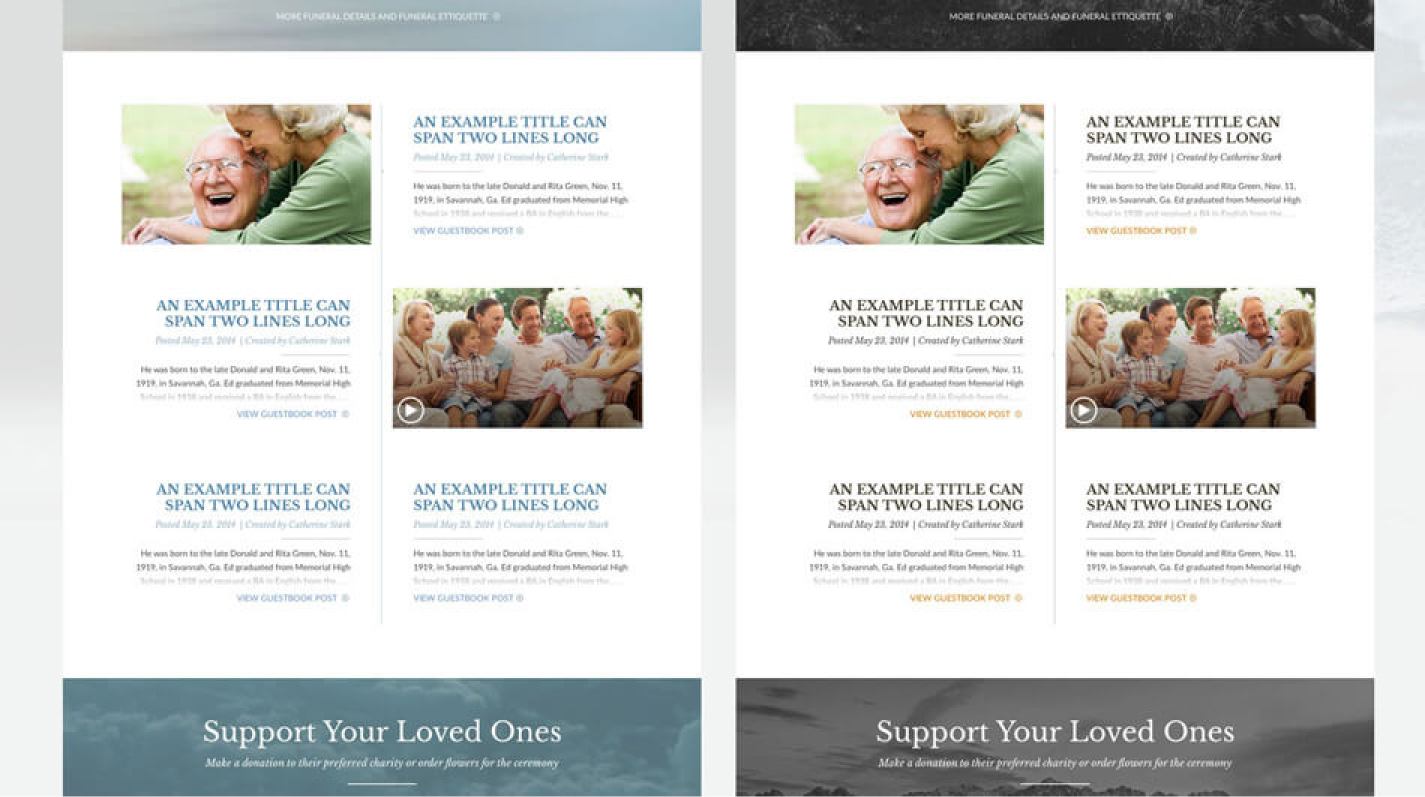 MORE FUNERAL DETAILS AND FUNERAL ETTIQUETTE
AN EXAMPLE TITLE CAN
SPAN TWO LINES LONG
Posted May 23, 2014 | Created by Catherine Stark
He was born to the late Donald and Rita Green, Nov. 11,
1919, in Savannah, Ga. Ed graduated from Memorial High
School in 1938 and received a BA in English from the....
VIEW GUESTBOOK POST
AN EXAMPLE TITLE CAN
SPAN TWO LINES LONG
Posted May 23, 2014 | Created by Catherine Stark
He was born to the late Donald and Rita Green, Nov. 11,
1919, in Savannah, Ga. Ed graduated from Memorial High
School in 1938 and received a BA in English from the....
VIEW GUESTBOOK POST
AN EXAMPLE TITLE CAN
SPAN TWO LINES LONG
Posted May 23, 2014 | Created by Catherine Stark
He was born to the late Donald and Rita Green, Nov. 11,
1919, in Savannah, Ga. Ed graduated from Memorial High
School in 1938 and received a BA in English from the....
VIEW GUESTBOOK POST
AN EXAMPLE TITLE CAN
SPAN TWO LINES LONG
Posted May 23, 2014 | Created by Catherine Stark
He was born to the late Donald and Rita Green, Nov. 11,
1919, in Savannah, Ga. Ed graduated from Memorial High
School in 1938 and received a BA in English from the....
VIEW GUESTBOOK POST
Support Your Loved Ones
Make a donation to their preferred charity or order flowers for the ceremony
MORE FUNERAL DETAILS AND FUNERAL ETTIQUETTE
AN EXAMPLE TITLE CAN
SPAN TWO LINES LONG
Posted May 23, 2014 | Created by Catherine Stark
He was born to the late Donald and Rita Green, Nov. 11,
1919, in Savannah, Ga. Ed graduated from Memorial High
School in 1938 and received a BA in English from the....
VIEW GUESTBOOK POST
AN EXAMPLE TITLE CAN
SPAN TWO LINES LONG
Posted May 23, 2014 | Created by Catherine Stark
He was born to the late Donald and Rita Green, Nov. 11,
1919, in Savannah, Ga. Ed graduated from Memorial High
School in 1938 and received a BA in English from the....
VIEW GUESTBOOK POST
AN EXAMPLE TITLE CAN
SPAN TWO LINES LONG
Posted May 23, 2014 | Created by Catherine Stark
He was born to the late Donald and Rita Green, Nov. 11,
1919, in Savannah, Ga. Ed graduated from Memorial High
School in 1938 and received a BA in English from the....
VIEW GUESTBOOK POST
AN EXAMPLE TITLE CAN
SPAN TWO LINES LONG
Posted May 23, 2014 | Created by Catherine Stark
He was born to the late Donald and Rita Green, Nov. 11,
1919, in Savannah, Ga. Ed graduated from Memorial High
School in 1938 and received a BA in English from the....
VIEW GUESTBOOK POST
Support Your Loved Ones
Make a donation to their preferred charity or order flowers for the ceremony